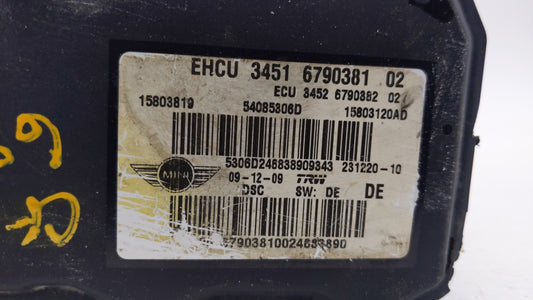 EHCU 3451 6790381 02
ECU 3452 6790382 02
15803819 54085806D 15803120AD
5306D246838909343 231220-10
MINI 09-12-09 TRW
DSC SW: DE DE
69